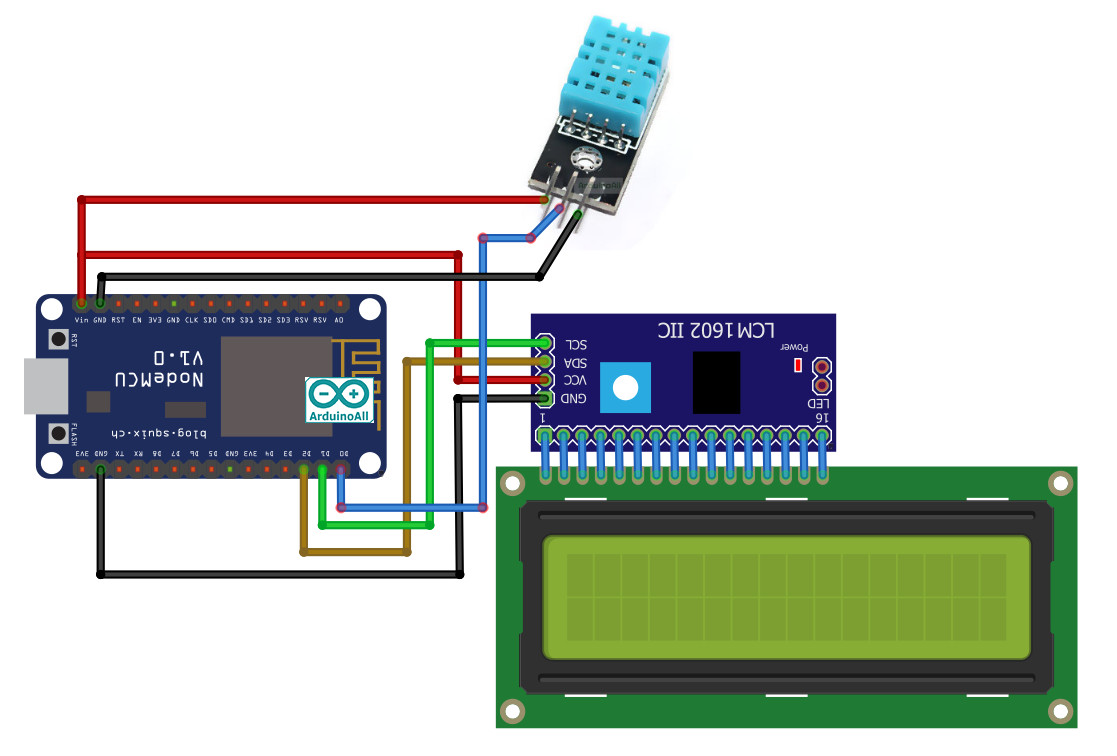 ArduinoAll
Vin GND RST EN 3V3 GND CLK SD0 CMD SD1 SD2 SD3 RSV RSV A0
RST
NodeMCU
V1.0
ArduinoAll
FLASH
blog.squix.ch
3V3 GND TX RX D8 D7 D6 D5 GND 3V3 D4 D3 D2 D1 D0
LCM1602 IIC
SCL
SDA
VCC
GND
Power
LED
1
16